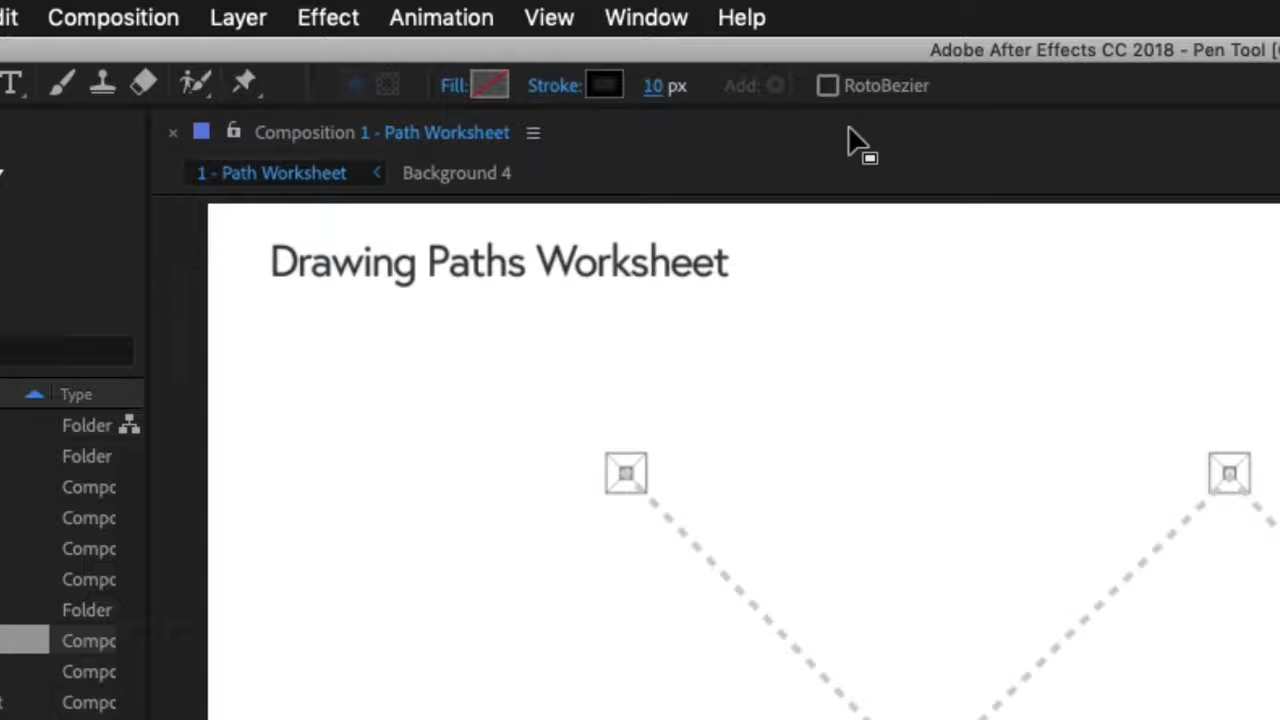 dit Composition Layer Effect Animation View Window Help
Adobe After Effects CC 2018 - Pen Tool [
T Fill: Stroke: 10 px Add: RotoBezier
× Composition 1 - Path Worksheet
1 - Path Worksheet < Background 4
Drawing Paths Worksheet
Type
Folder
Folder
Compc
Compc
Compc
Compc
Folder
Compc
Compc
t Compc